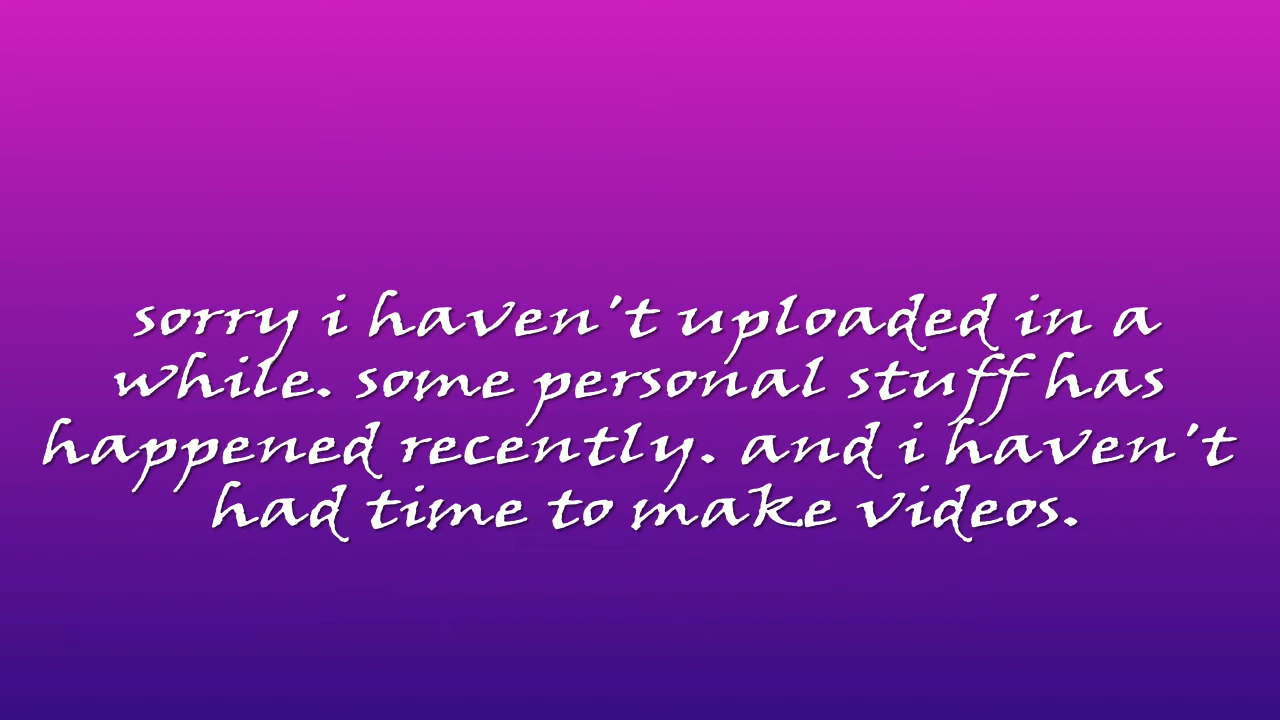 sorry i haven't uploaded in a
while. some personal stuff has
happened recently. and i haven't
had time to make videos.